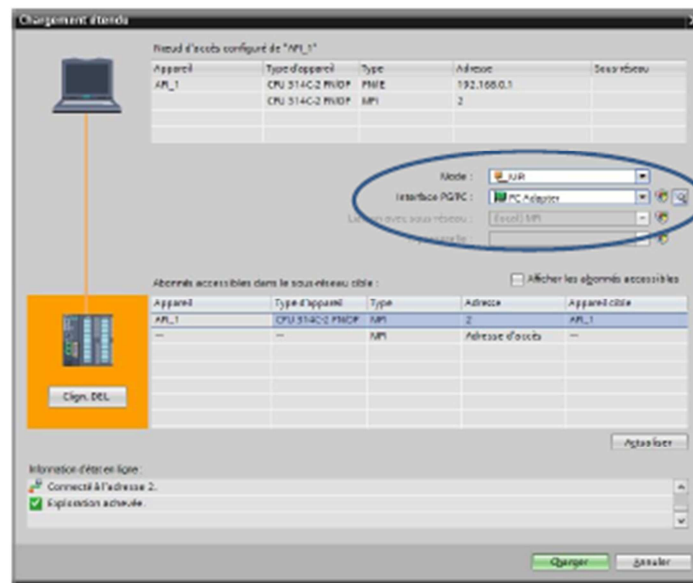 Chargement étendu
Nœud d'accès configuré de "API_1"
Appareil Type d'appareil Type Adresse Sous-réseau
API_1 CPU 314C-2 PN/DP PN/IE 192.168.0.1
CPU 314C-2 PN/DP MPI 2
Mode : MPI
Interface PG/PC : PC Adapter
avec sous-réseau : (local) MPI
Abonnés accessibles dans le sous-réseau cible :
Afficher les abonnés accessibles
Appareil Type d'appareil Type Adresse Appareil cible
API_1 CPU 314C-2 PN/DP MPI 2 API_1
— — MPI Adresse d'accès —
Clign. DEL
Actualiser
Information d'état en ligne :
Connecté à l'adresse 2.
Exploration achevée.
Charger Annuler